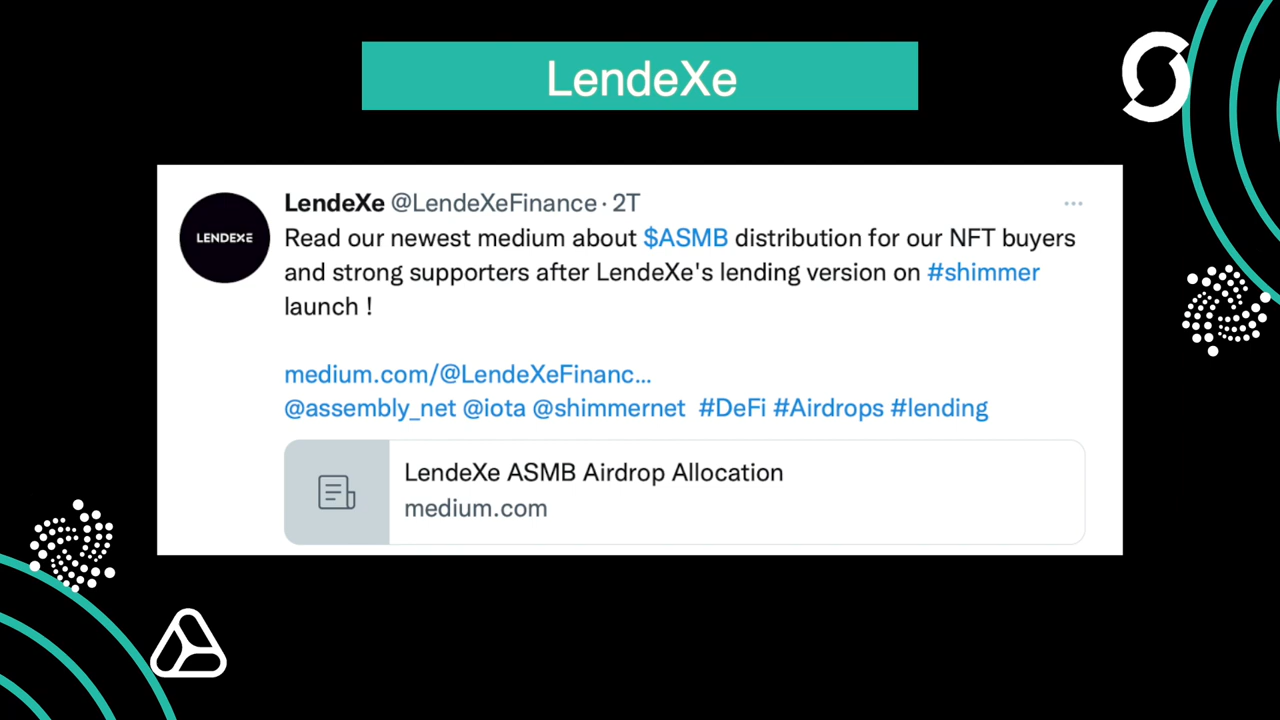 LendeXe
LendeXe @LendeXeFinance · 2T
LENDEXE
Read our newest medium about $ASMB distribution for our NFT buyers
and strong supporters after LendeXe's lending version on #shimmer
launch !
medium.com/@LendeXeFinanc...
@assembly_net @iota @shimmernet #DeFi #Airdrops #lending
LendeXe ASMB Airdrop Allocation
medium.com